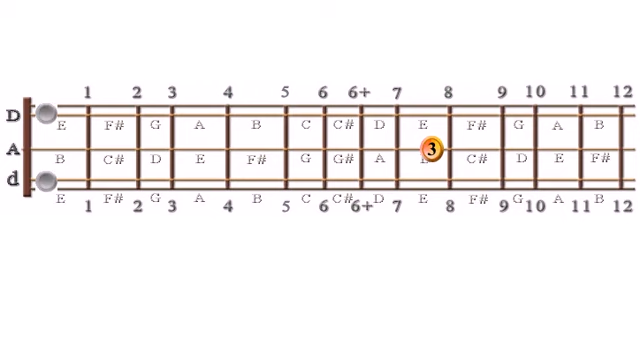 1 2 3 4 5 6 6+ 7 8 9 10 11 12
D
E F# G A B C C# D E F# G A B
A
B C# D E F# G G# A 3 C# D E F#
d
E F# G A B C C# D E F# G A B
1 2 3 4 5 6 6+ 7 8 9 10 11 12